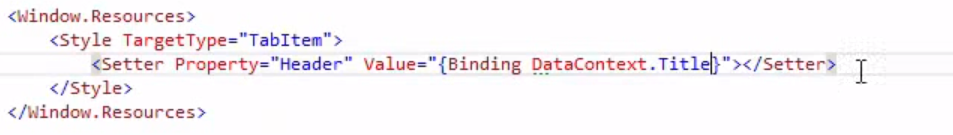 <Window.Resources>
<Style TargetType="TabItem">
<Setter Property="Header" Value="{Binding DataContext.Title}"></Setter>
</Style>
</Window.Resources>